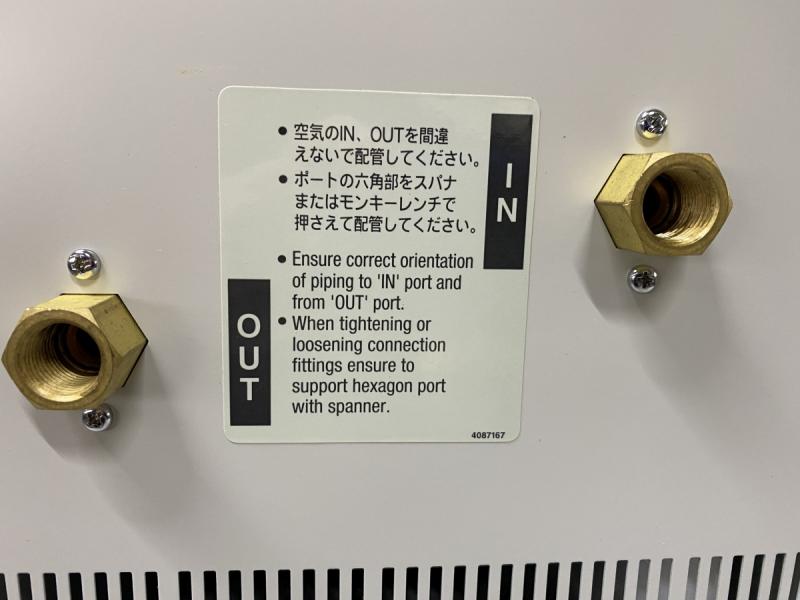 ● 空気のIN、OUTを間違
えないで配管してください。
● ポートの六角部をスパナ
またはモンキーレンチで
押さえて配管してください。
IN
● Ensure correct orientation
of piping to 'IN' port and
from 'OUT' port.
● When tightening or
loosening connection
fittings ensure to
support hexagon port
with spanner.
OUT
4087167